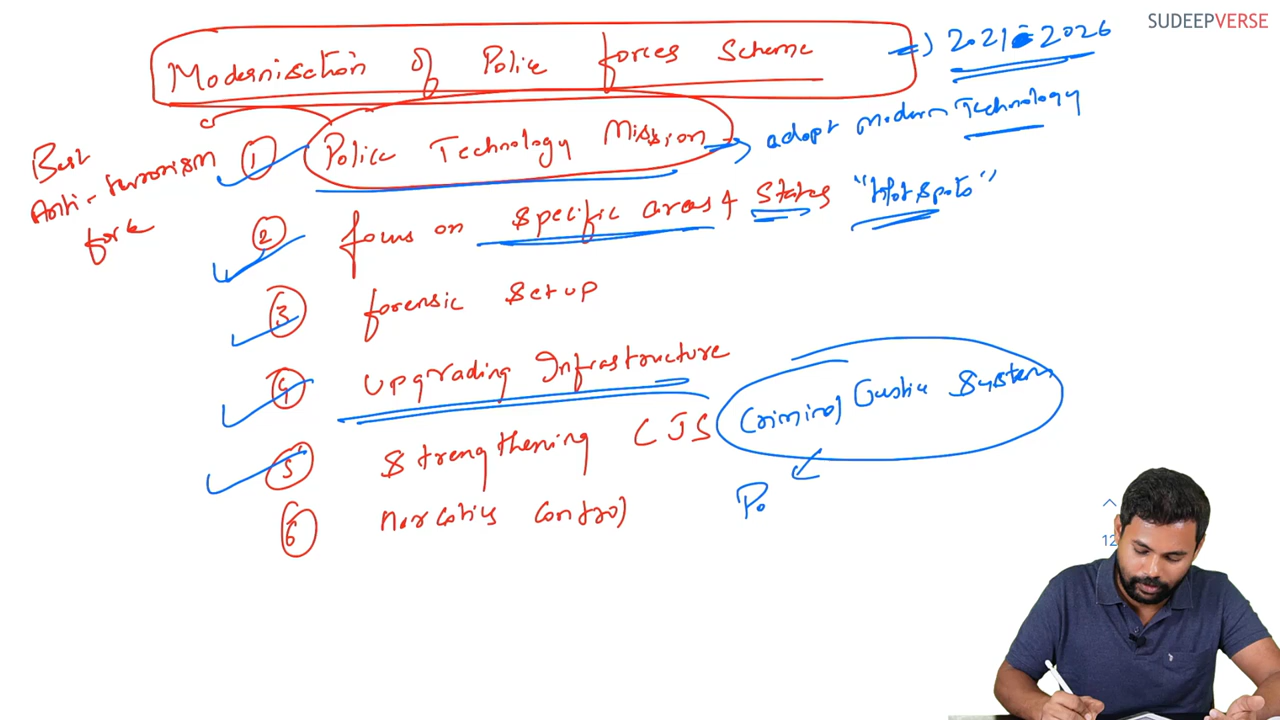 SUDEEPVERSE
Modernisation of Police forces Scheme => 2021-2026
① Police Technology Mission → adopt modern Technology
Best
Anti-terrorism
force
② focus on specific areas & States "Hotspots"
③ forensic setup
④ upgrading Infrastructure
⑤ Strengthening CJS Criminal Justice System
Po
⑥ narcotics control
12